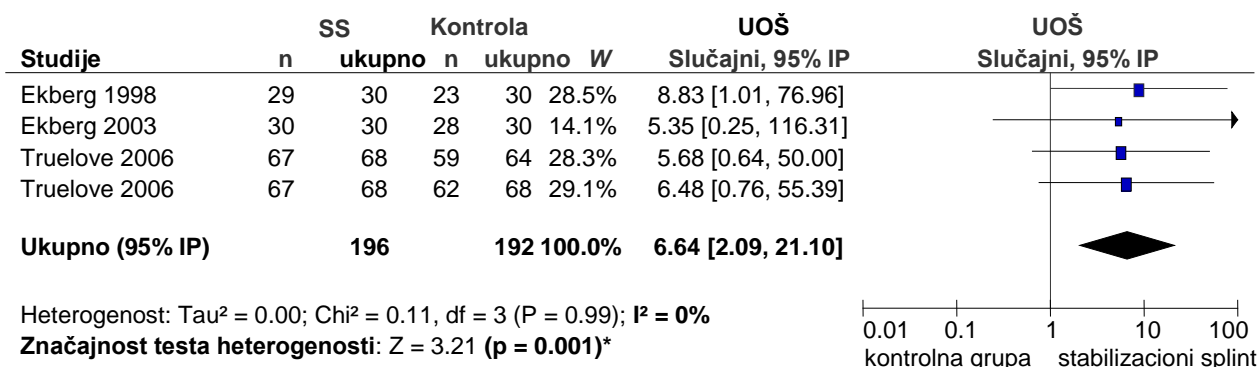 SS Kontrola UOŠ UOŠ
Studije n ukupno n ukupno W Slučajni, 95% IP Slučajni, 95% IP
Ekberg 1998 29 30 23 30 28.5% 8.83 [1.01, 76.96]
Ekberg 2003 30 30 28 30 14.1% 5.35 [0.25, 116.31]
Truelove 2006 67 68 59 64 28.3% 5.68 [0.64, 50.00]
Truelove 2006 67 68 62 68 29.1% 6.48 [0.76, 55.39]
Ukupno (95% IP) 196 192 100.0% 6.64 [2.09, 21.10]
Heterogenost: Tau² = 0.00; Chi² = 0.11, df = 3 (P = 0.99); I² = 0%
Značajnost testa heterogenosti: Z = 3.21 (p = 0.001)*
0.01 0.1 1 10 100
kontrolna grupa stabilizacioni splint